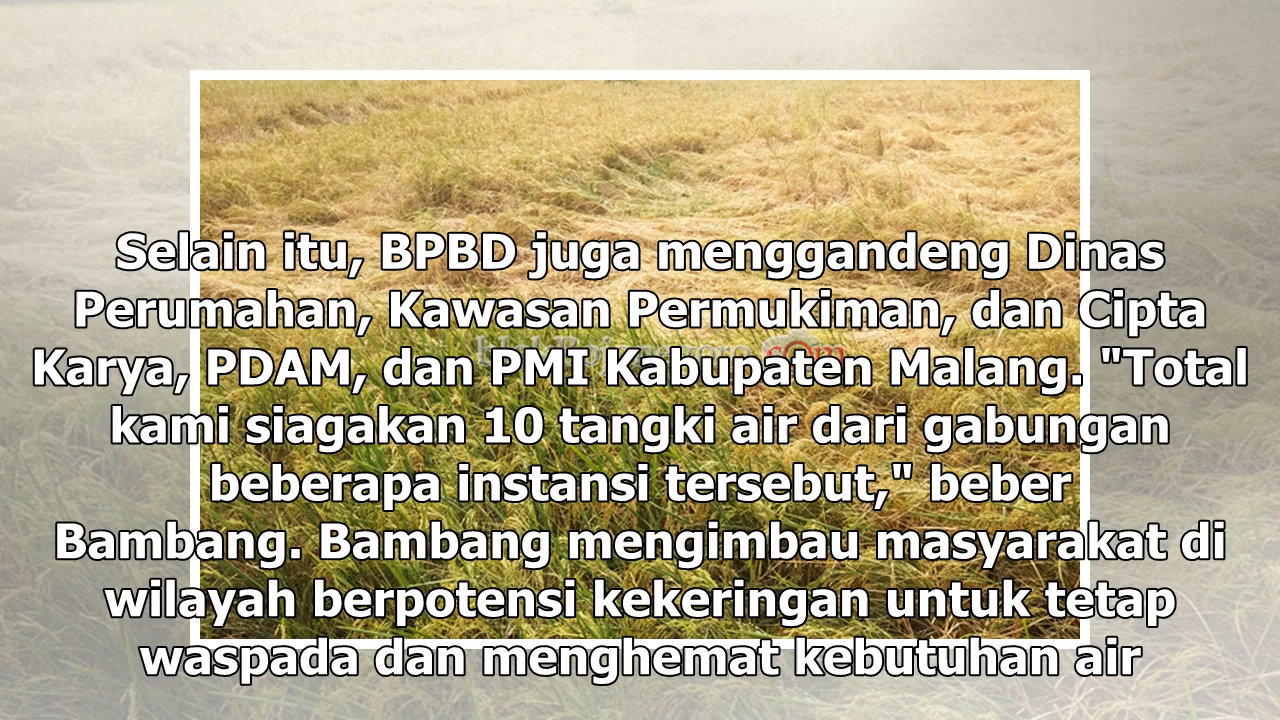 Selain itu, BPBD juga menggandeng Dinas
Perumahan, Kawasan Permukiman, dan Cipta
Karya, PDAM, dan PMI Kabupaten Malang. "Total
kami siagakan 10 tangki air dari gabungan
beberapa instansi tersebut," beber
Bambang. Bambang mengimbau masyarakat di
wilayah berpotensi kekeringan untuk tetap
waspada dan menghemat kebutuhan air